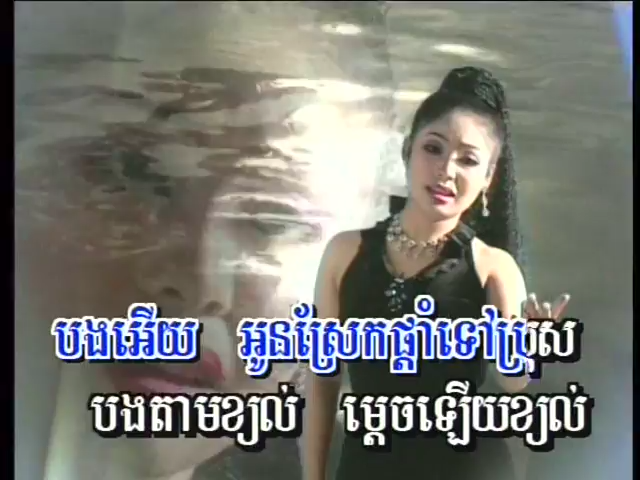 បងអើយ អូនស្រែកផ្ដាំទៅប្រុស
បងតាមខ្យល់ ម្ដេចឡើយខ្យល់